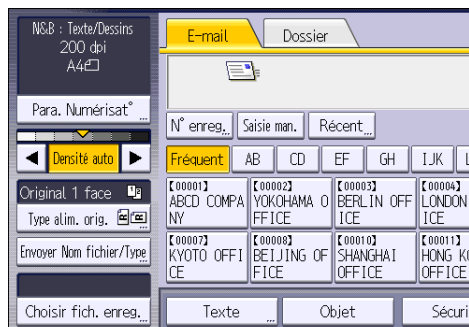 N&B : Texte/Dessins
200 dpi
A4
Para. Numérisat°
Densité auto
Original 1 face
Type alim. orig.
Envoyer Nom fichier/Type
Choisir fich. enreg.
E-mail
Dossier
N° enreg.
Saisie man.
Récent
Fréquent
AB
CD
EF
GH
IJK
[00001]
ABCD COMPA
NY
[00002]
YOKOHAMA O
FFICE
[00003]
BERLIN OFF
ICE
[00004]
LONDON
ICE
[00007]
KYOTO OFFI
CE
[00008]
BEIJING OF
FICE
[00010]
SHANGHAI
OFFICE
[00011]
HONG KO
OFFICE
Texte
Objet
Sécuri